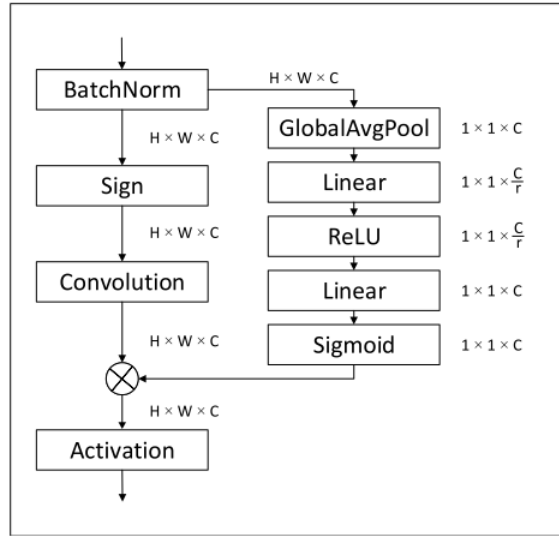 H × W × C
BatchNorm
H × W × C
GlobalAvgPool 1 × 1 × C
Sign
Linear 1 × 1 × C/r
H × W × C
ReLU 1 × 1 × C/r
Convolution
Linear 1 × 1 × C
H × W × C
Sigmoid 1 × 1 × C
H × W × C
Activation